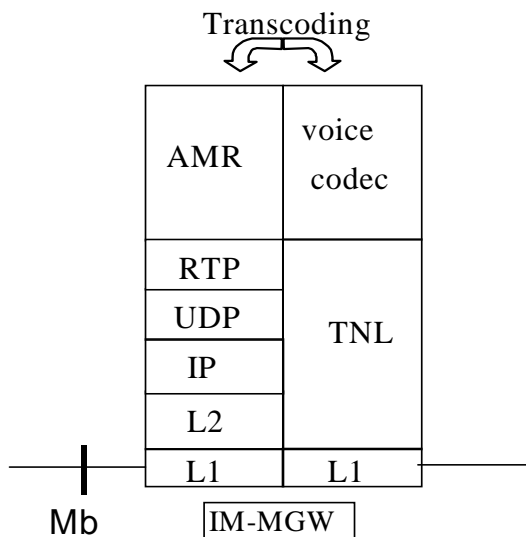 Transcoding
AMR
voice
codec
RTP
UDP
TNL
IP
L2
L1
L1
Mb
IM-MGW